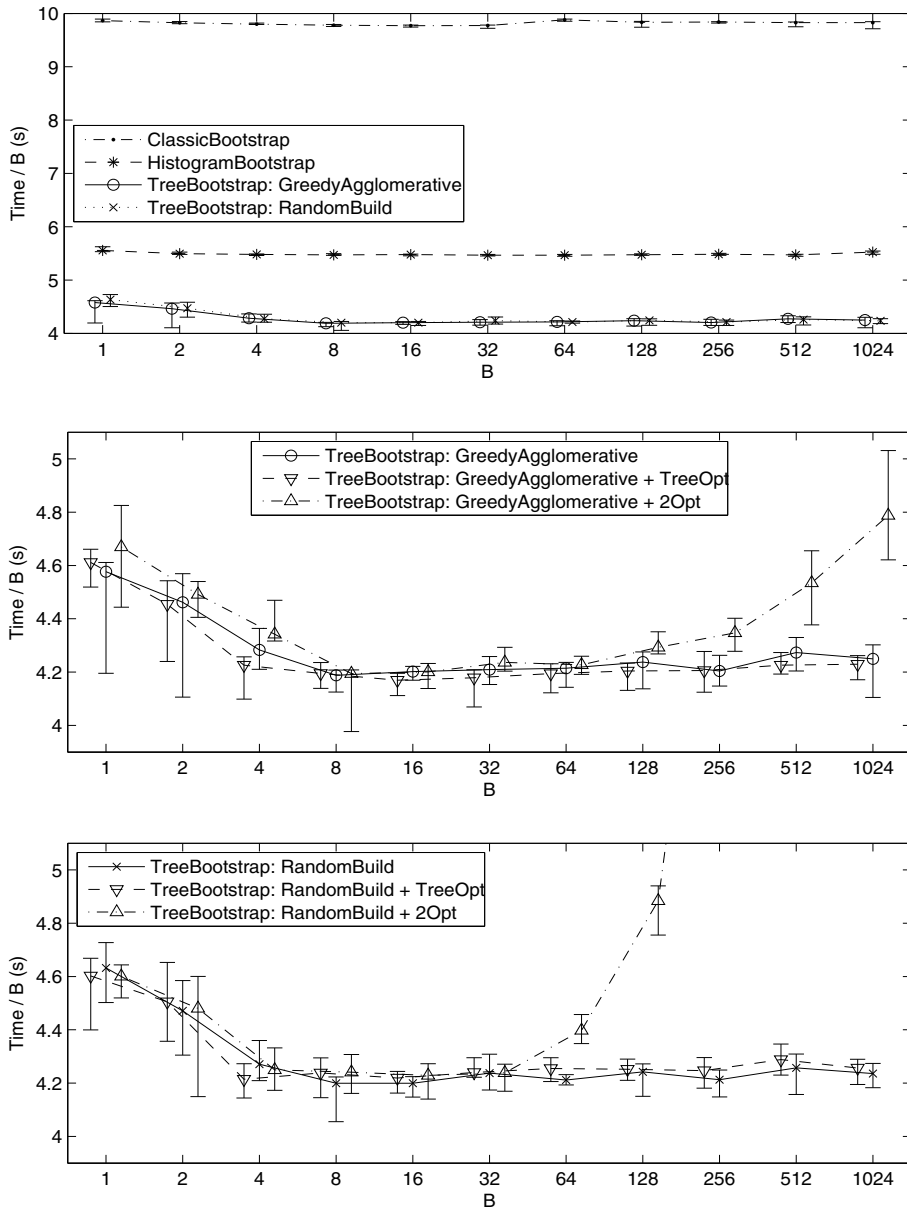 10
9
8
7
6
5
4
Time / B (s)
ClassicBootstrap
HistogramBootstrap
TreeBootstrap: GreedyAgglomerative
TreeBootstrap: RandomBuild
1 2 4 8 16 32 64 128 256 512 1024
B
5
4.8
4.6
4.4
4.2
4
Time / B (s)
TreeBootstrap: GreedyAgglomerative
TreeBootstrap: GreedyAgglomerative + TreeOpt
TreeBootstrap: GreedyAgglomerative + 2Opt
1 2 4 8 16 32 64 128 256 512 1024
B
5
4.8
4.6
4.4
4.2
4
Time / B (s)
TreeBootstrap: RandomBuild
TreeBootstrap: RandomBuild + TreeOpt
TreeBootstrap: RandomBuild + 2Opt
1 2 4 8 16 32 64 128 256 512 1024
B